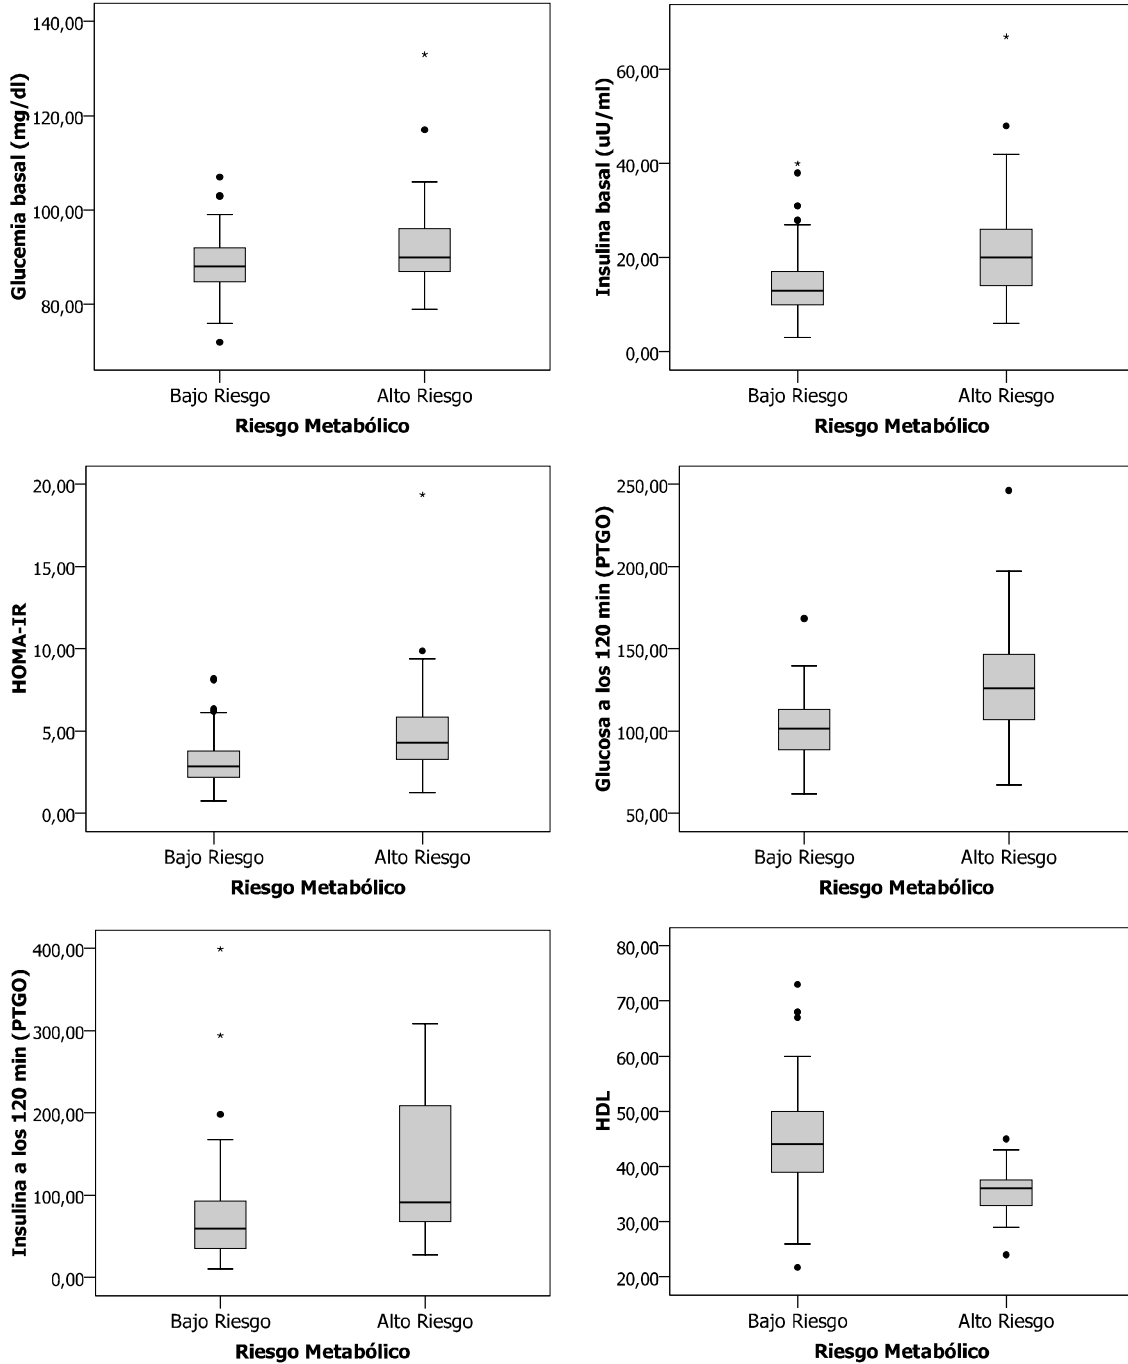 Glucemia basal (mg/dl)
140,00
120,00
100,00
80,00
Bajo Riesgo
Alto Riesgo
Riesgo Metabólico
Insulina basal (uU/ml)
60,00
40,00
20,00
0,00
Bajo Riesgo
Alto Riesgo
Riesgo Metabólico
HOMA-IR
20,00
15,00
10,00
5,00
0,00
Bajo Riesgo
Alto Riesgo
Riesgo Metabólico
Glucosa a los 120 min (PTGO)
250,00
200,00
150,00
100,00
50,00
Bajo Riesgo
Alto Riesgo
Riesgo Metabólico
Insulina a los 120 min (PTGO)
400,00
300,00
200,00
100,00
0,00
Bajo Riesgo
Alto Riesgo
Riesgo Metabólico
HDL
80,00
70,00
60,00
50,00
40,00
30,00
20,00
Bajo Riesgo
Alto Riesgo
Riesgo Metabólico